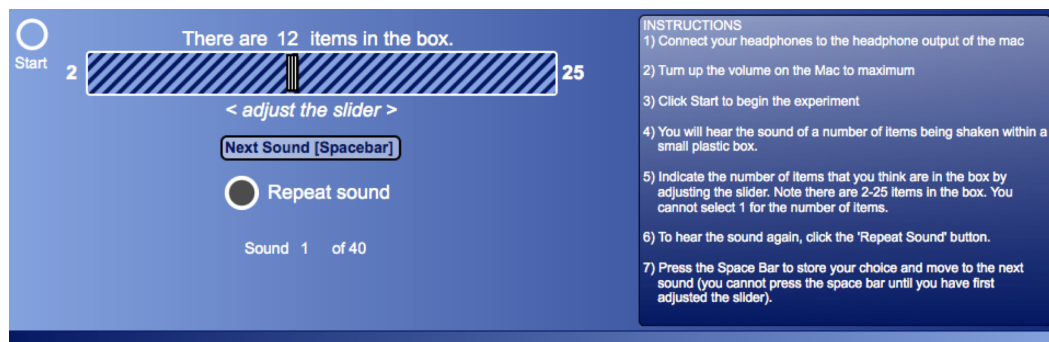 Start
There are 12 items in the box.
2
25
< adjust the slider >
Next Sound [Spacebar]
Repeat sound
Sound 1 of 40
INSTRUCTIONS
1) Connect your headphones to the headphone output of the mac
2) Turn up the volume on the Mac to maximum
3) Click Start to begin the experiment
4) You will hear the sound of a number of items being shaken within a
small plastic box.
5) Indicate the number of items that you think are in the box by
adjusting the slider. Note there are 2-25 items in the box. You
cannot select 1 for the number of items.
6) To hear the sound again, click the 'Repeat Sound' button.
7) Press the Space Bar to store your choice and move to the next
sound (you cannot press the space bar until you have first
adjusted the slider).